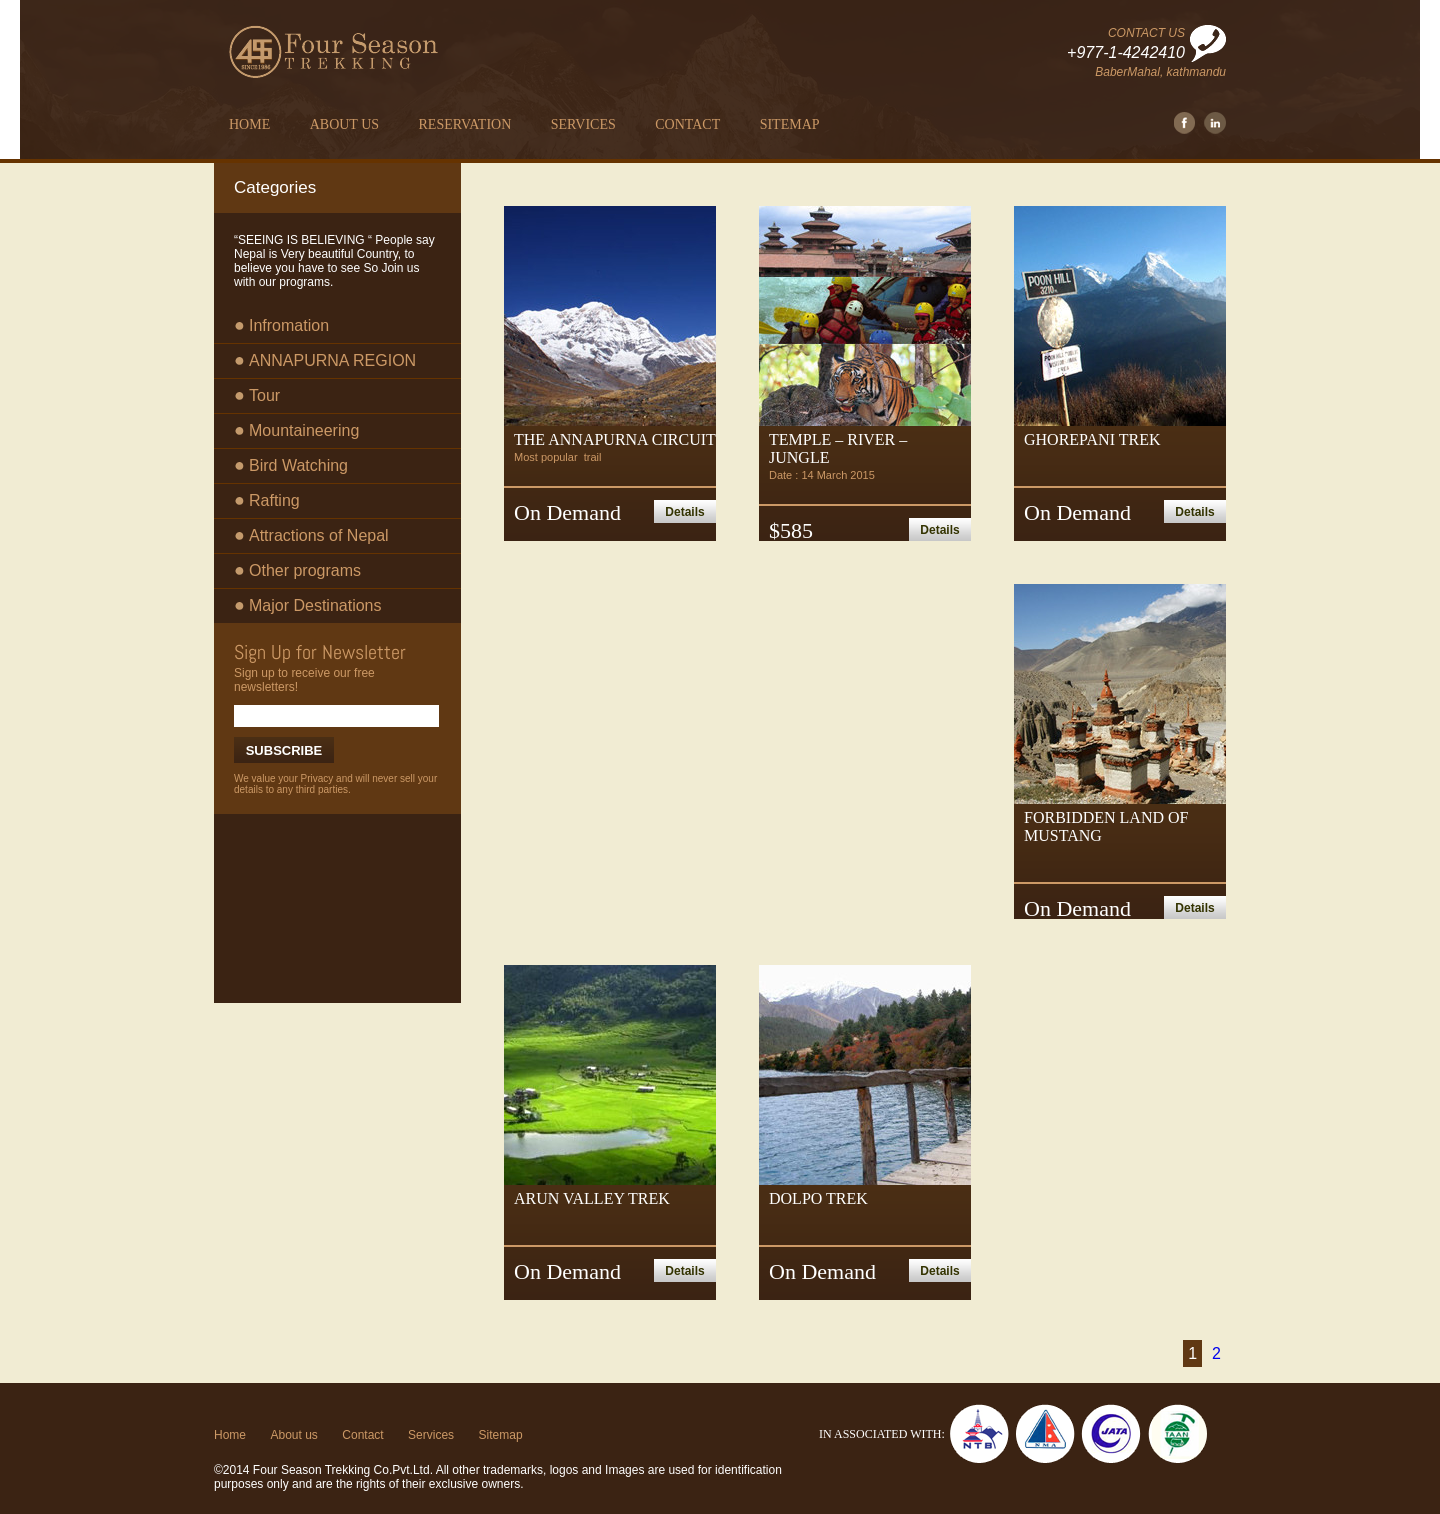 Four Season
TREKKING
SINCE 1986
CONTACT US
+977-1-4242410
BaberMahal, kathmandu
HOME ABOUT US RESERVATION SERVICES CONTACT SITEMAP
Categories
“SEEING IS BELIEVING “ People say
Nepal is Very beautiful Country, to
believe you have to see So Join us
with our programs.
Infromation
ANNAPURNA REGION
Tour
Mountaineering
Bird Watching
Rafting
Attractions of Nepal
Other programs
Major Destinations
Sign Up for Newsletter
Sign up to receive our free
newsletters!
SUBSCRIBE
We value your Privacy and will never sell your
details to any third parties.
THE ANNAPURNA CIRCUIT
Most popular trail
On Demand Details
TEMPLE – RIVER –
JUNGLE
Date : 14 March 2015
$585 Details
POON HILL
3210
GHOREPANI TREK
On Demand Details
FORBIDDEN LAND OF
MUSTANG
On Demand Details
ARUN VALLEY TREK
On Demand Details
DOLPO TREK
On Demand Details
1 2
Home About us Contact Services Sitemap
IN ASSOCIATED WITH:
NTB
NMA
JATA
TAAN
©2014 Four Season Trekking Co.Pvt.Ltd. All other trademarks, logos and Images are used for identification
purposes only and are the rights of their exclusive owners.